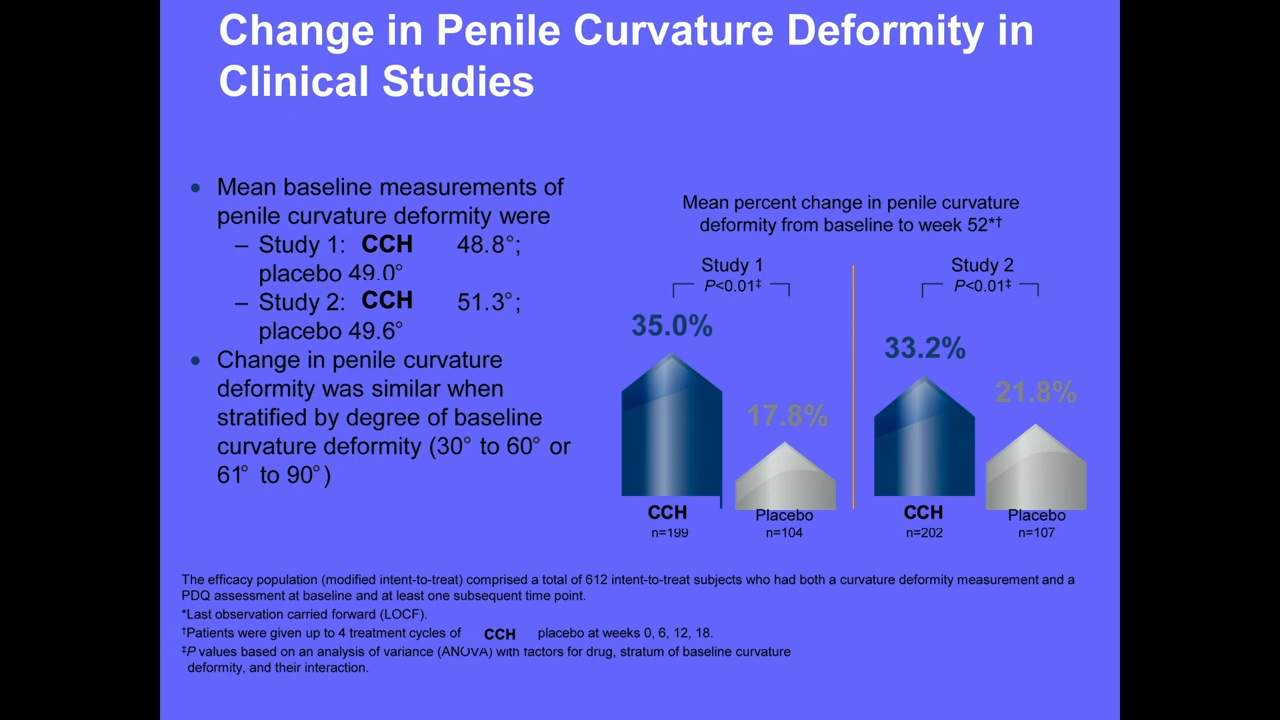 Change in Penile Curvature Deformity in
Clinical Studies
• Mean baseline measurements of
penile curvature deformity were
– Study 1: CCH 48.8°;
placebo 49.0°
– Study 2: CCH 51.3°;
placebo 49.6°
• Change in penile curvature
deformity was similar when
stratified by degree of baseline
curvature deformity (30° to 60° or
61° to 90°)
Mean percent change in penile curvature
deformity from baseline to week 52*†
Study 1
P<0.01‡
35.0%
17.8%
CCH
n=199
Placebo
n=104
Study 2
P<0.01‡
33.2%
21.8%
CCH
n=202
Placebo
n=107
The efficacy population (modified intent-to-treat) comprised a total of 612 intent-to-treat subjects who had both a curvature deformity measurement and a
PDQ assessment at baseline and at least one subsequent time point.
*Last observation carried forward (LOCF).
†Patients were given up to 4 treatment cycles of CCH placebo at weeks 0, 6, 12, 18.
‡P values based on an analysis of variance (ANOVA) with factors for drug, stratum of baseline curvature
deformity, and their interaction.